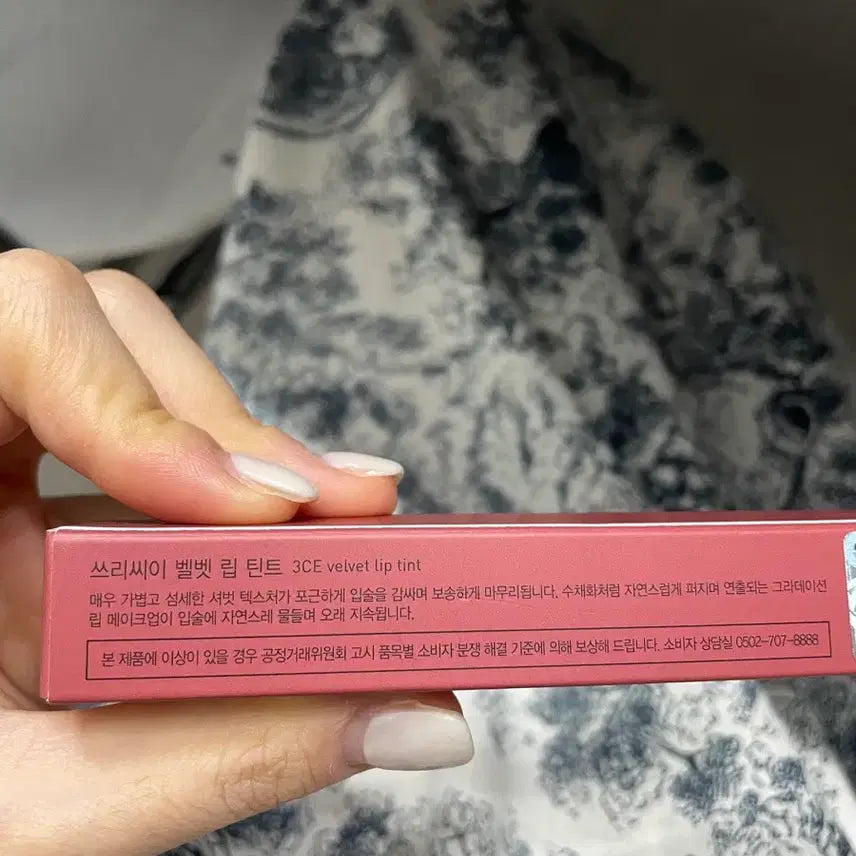 쓰리씨이 벨벳 립 틴트 3CE velvet lip tint
매우 가볍고 섬세한 셔벗 텍스처가 포근하게 입술을 감싸며 보송하게 마무리됩니다. 수채화처럼 자연스럽게 퍼지며 연출되는 그라데이션
립 메이크업이 입술에 자연스레 물들며 오래 지속됩니다.
본 제품에 이상이 있을 경우 공정거래위원회 고시 품목별 소비자 분쟁 해결 기준에 의해 보상해 드립니다. 소비자 상담실 0502-707-8888